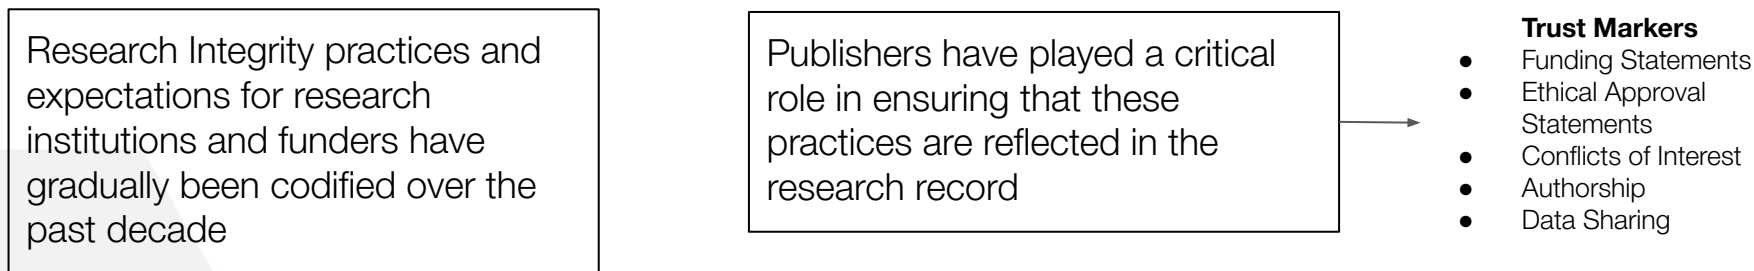 Research Integrity practices and
expectations for research
institutions and funders have
gradually been codified over the
past decade
Publishers have played a critical
role in ensuring that these
practices are reflected in the
research record
Trust Markers
● Funding Statements
● Ethical Approval
Statements
● Conflicts of Interest
● Authorship
● Data Sharing